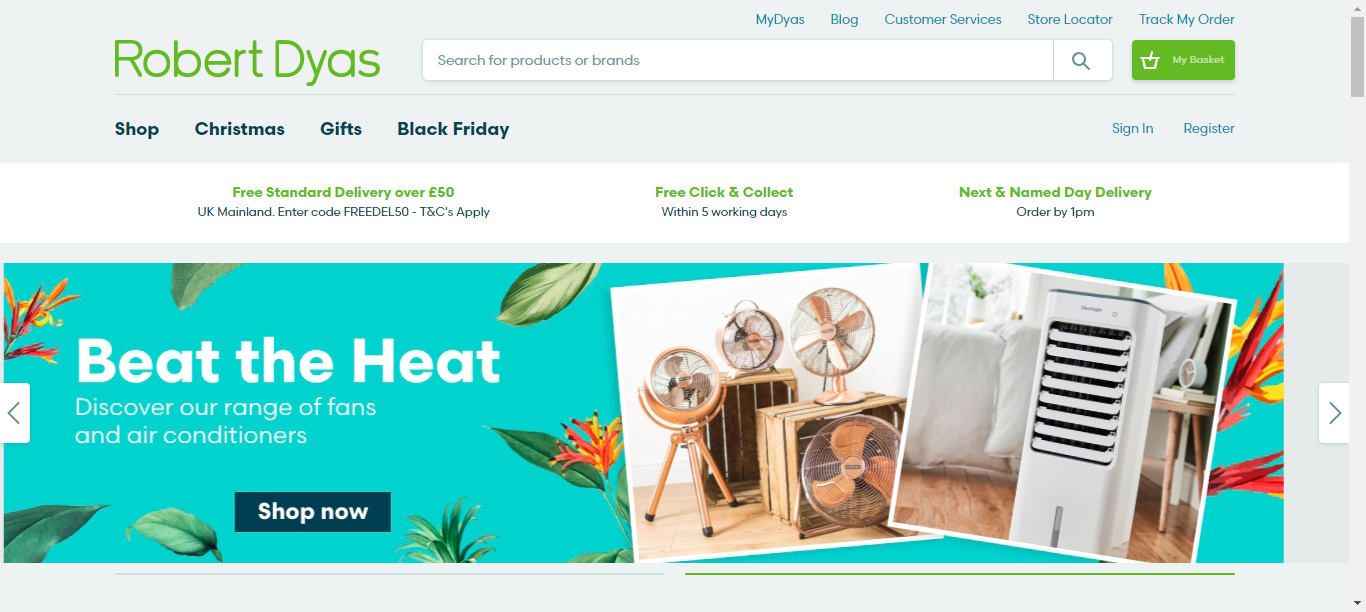 MyDyas Blog Customer Services Store Locator Track My Order
Robert Dyas
Search for products or brands
My Basket
Shop Christmas Gifts Black Friday
Sign In Register
Free Standard Delivery over £50
UK Mainland. Enter code FREEDEL50 - T&C's Apply
Free Click & Collect
Within 5 working days
Next & Named Day Delivery
Order by 1pm
Beat the Heat
Discover our range of fans
and air conditioners
Shop now